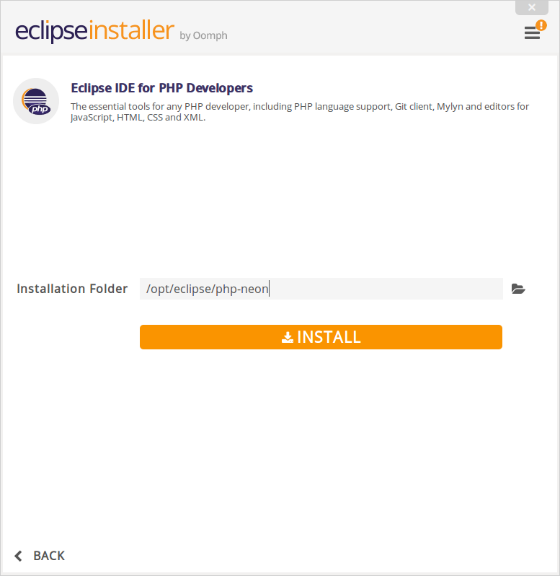 eclipseinstaller by Oomph
Eclipse IDE for PHP Developers
php
The essential tools for any PHP developer, including PHP language support, Git client, Mylyn and editors for
JavaScript, HTML, CSS and XML.
Installation Folder /opt/eclipse/php-neon
INSTALL
BACK